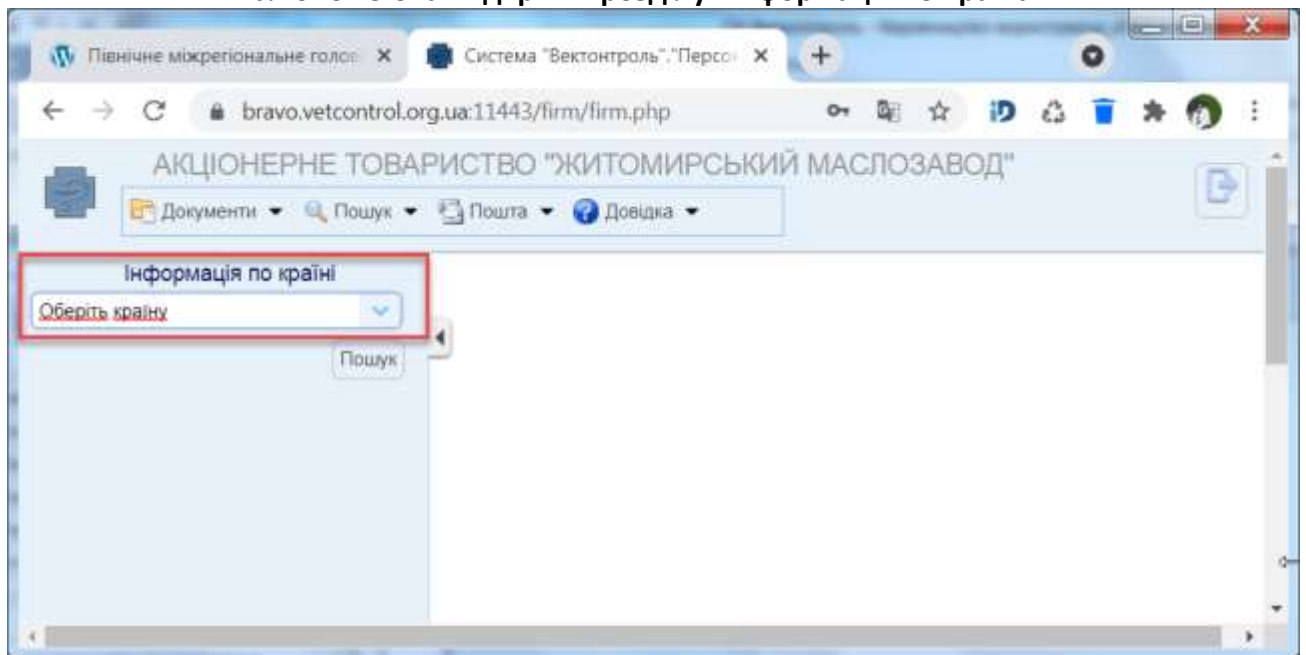 Північне міжрегіональне голов
Система "Вектонтроль"."Персо
bravo.vetcontrol.org.ua:11443/firm/firm.php
АКЦІОНЕРНЕ ТОВАРИСТВО "ЖИТОМИРСЬКИЙ МАСЛОЗАВОД"
Документи Пошук Пошта Довідка
Інформація по країні
Оберіть країну
Пошук